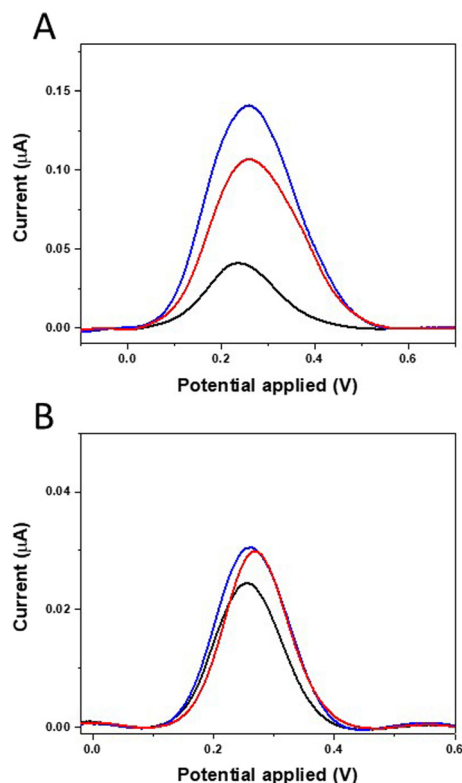 A
0.15
0.10
0.05
0.00
Current (μA)
0.0 0.2 0.4 0.6
Potential applied (V)
B
0.04
0.02
0.00
Current (μA)
0.0 0.2 0.4 0.6
Potential applied (V)